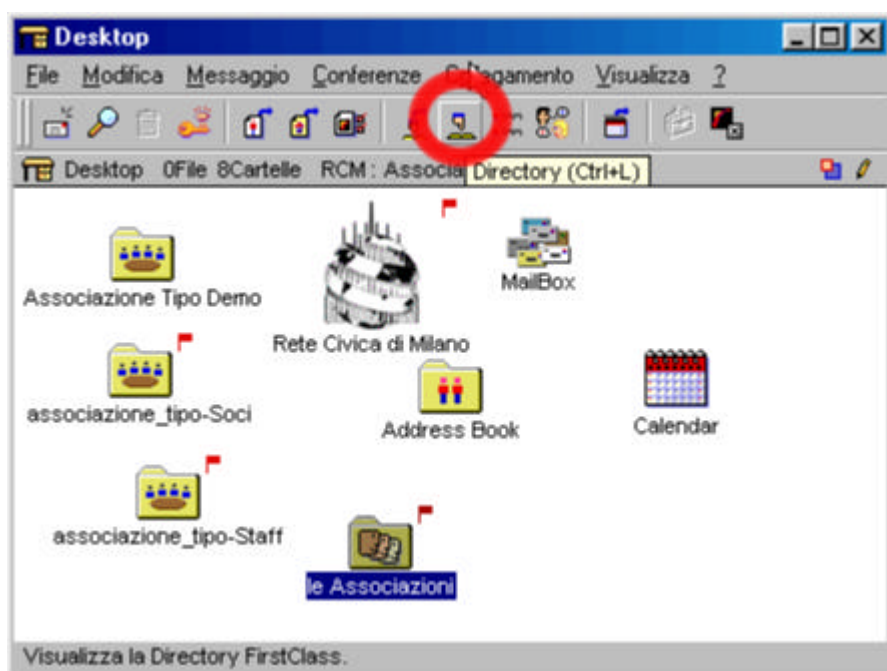 Desktop
File Modifica Messaggio Conferenze Visualizza ?
Desktop 0File 8Cartelle RCM : Associa
Directory (Ctrl+L)
MailBox
Associazione Tipo Demo
Rete Civica di Milano
associazione_tipo-Soci
Address Book
Calendar
associazione_tipo-Staff
le Associazioni
Visualizza la Directory FirstClass.